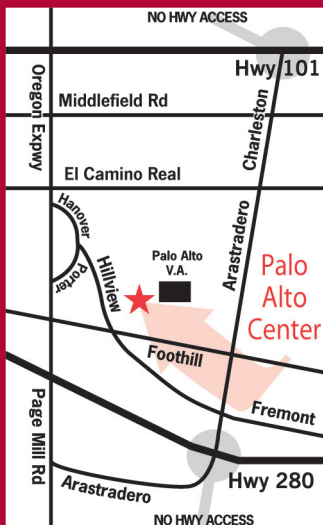 NO HWY ACCESS
Hwy 101
Oregon Expwy
Middlefield Rd
Charleston
El Camino Real
Hanover
Porter
Hillview
Palo Alto
V.A.
Arastradero
Palo
Alto
Center
Foothill
Fremont
Page Mill Rd
Hwy 280
Arastradero
NO HWY ACCESS